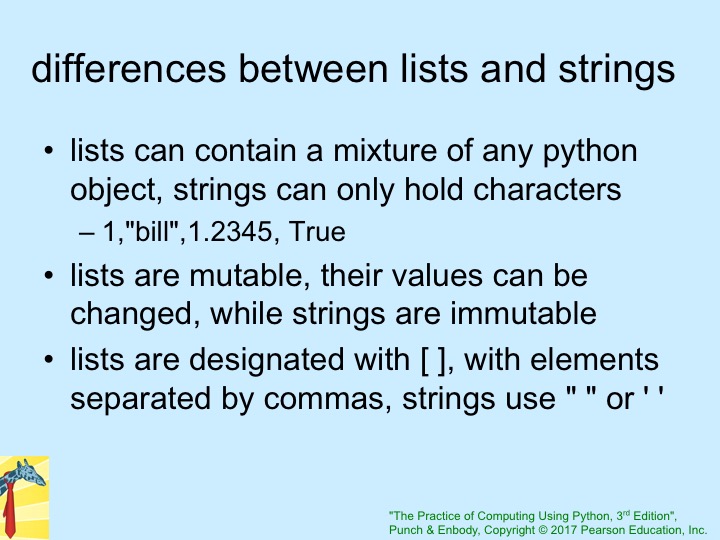 differences between lists and strings
• lists can contain a mixture of any python
object, strings can only hold characters
– 1,"bill",1.2345, True
• lists are mutable, their values can be
changed, while strings are immutable
• lists are designated with [ ], with elements
separated by commas, strings use " " or ' '
"The Practice of Computing Using Python, 3rd Edition",
Punch & Enbody, Copyright © 2017 Pearson Education, Inc.